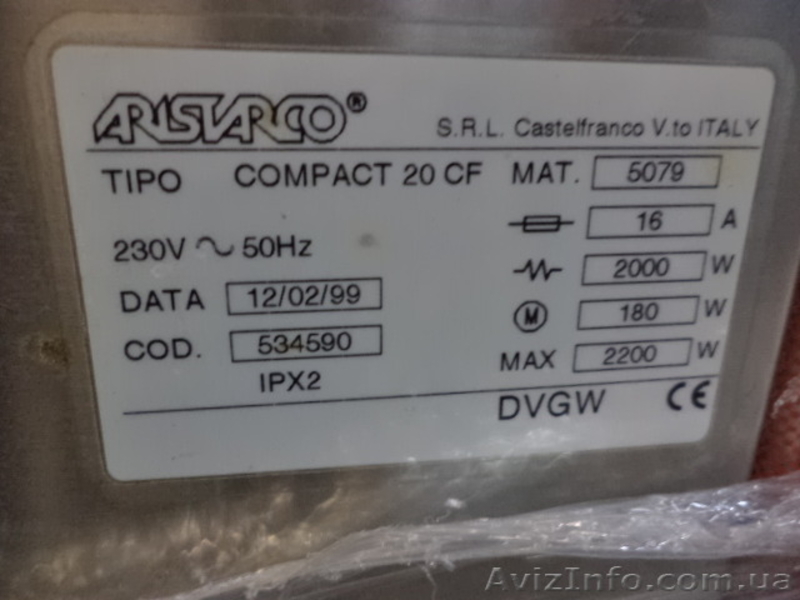 ARISTARCO®
S.R.L. Castelfranco V.to ITALY
TIPO COMPACT 20 CF MAT. 5079
16 A
230V ~ 50Hz
2000 W
DATA 12/02/99
M 180 W
COD. 534590
MAX 2200 W
IPX2
DVGW CE
AvizInfo.com.ua